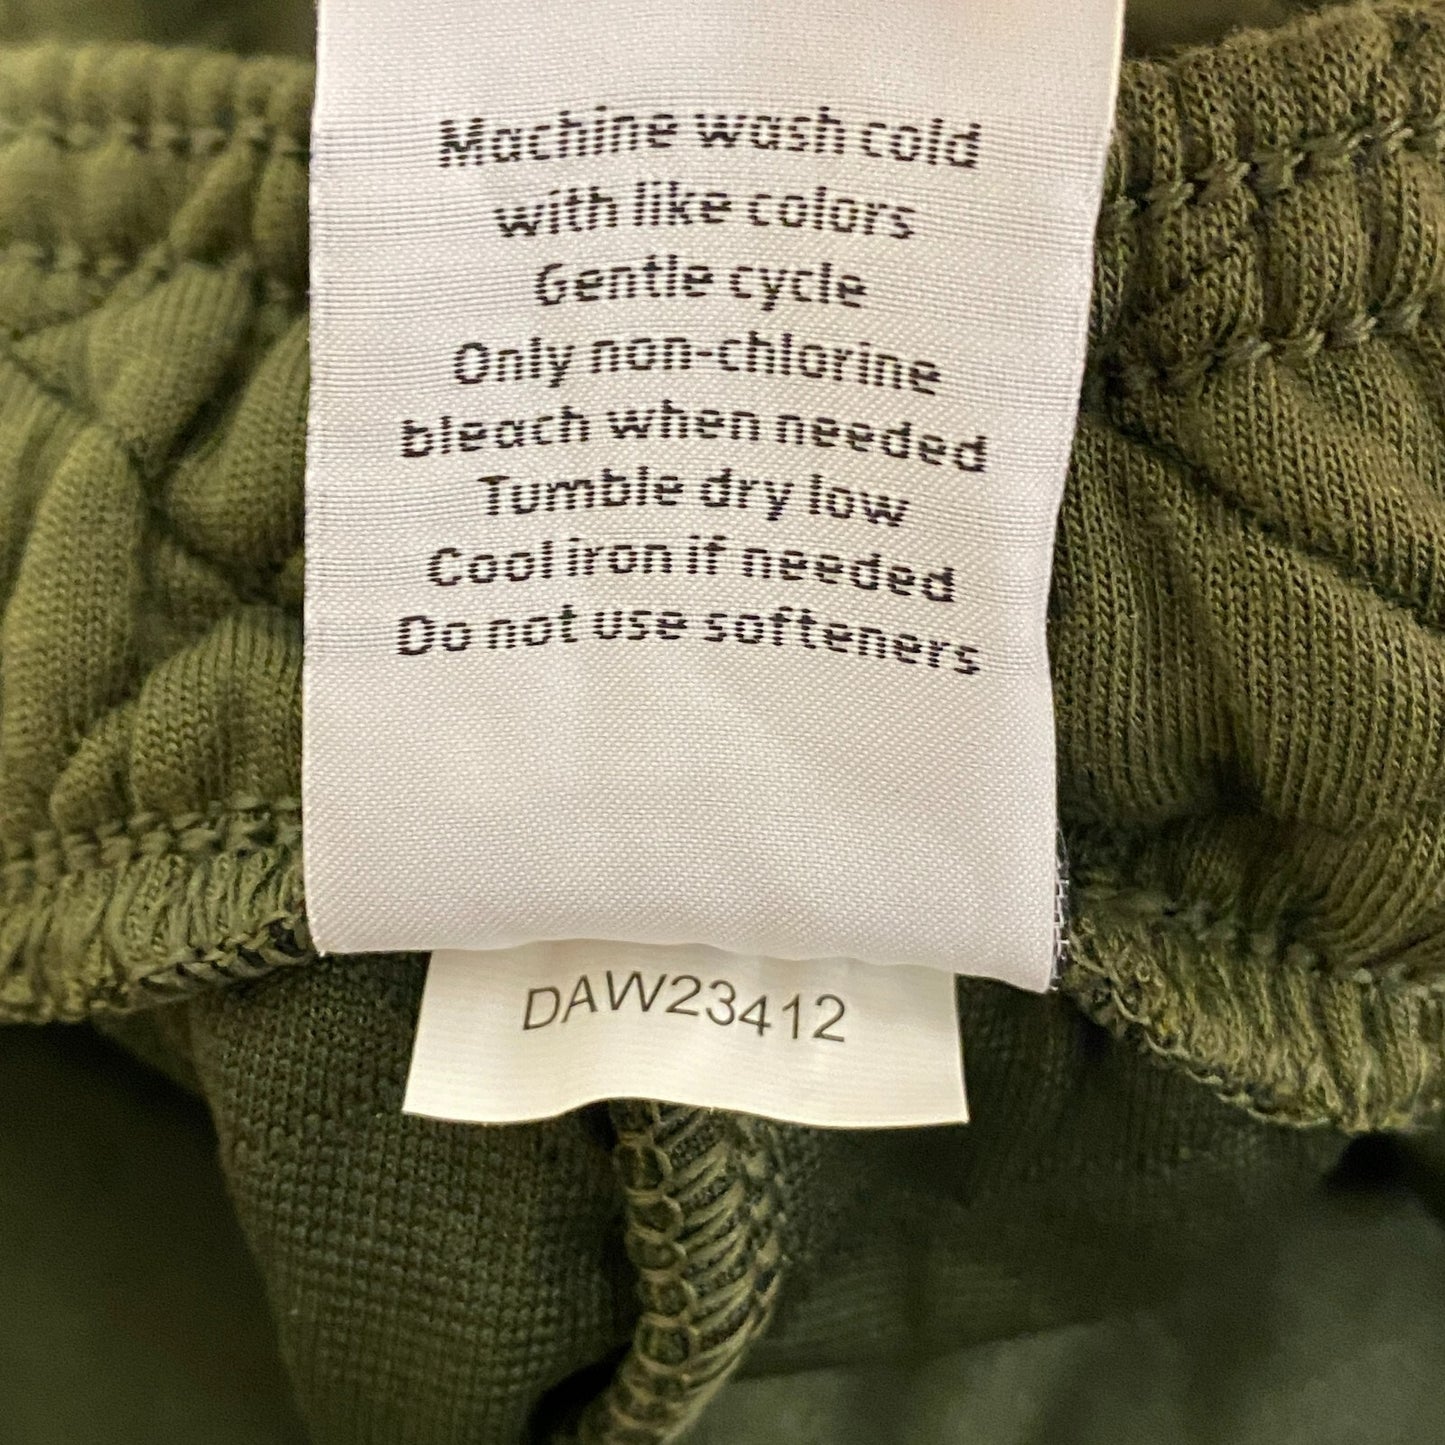 Machine wash cold
with like colors
Gentle cycle
Only non-chlorine
bleach when needed
Tumble dry low
Cool iron if needed
Do not use softeners
DAW23412